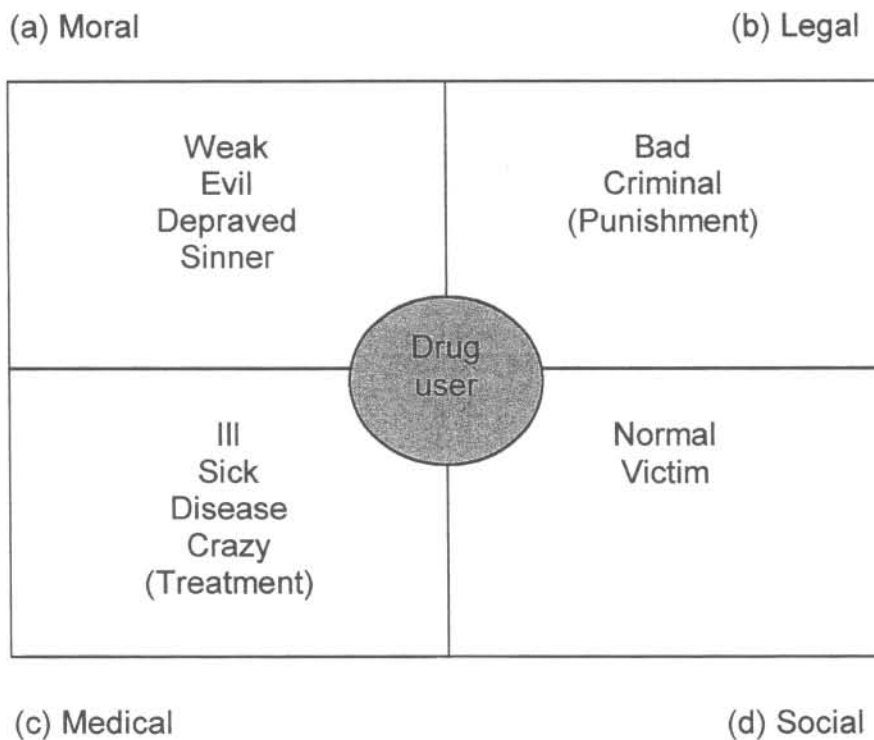 (a) Moral
(b) Legal
Weak
Evil
Depraved
Sinner
Bad
Criminal
(Punishment)
Drug
user
Ill
Sick
Disease
Crazy
(Treatment)
Normal
Victim
(c) Medical
(d) Social